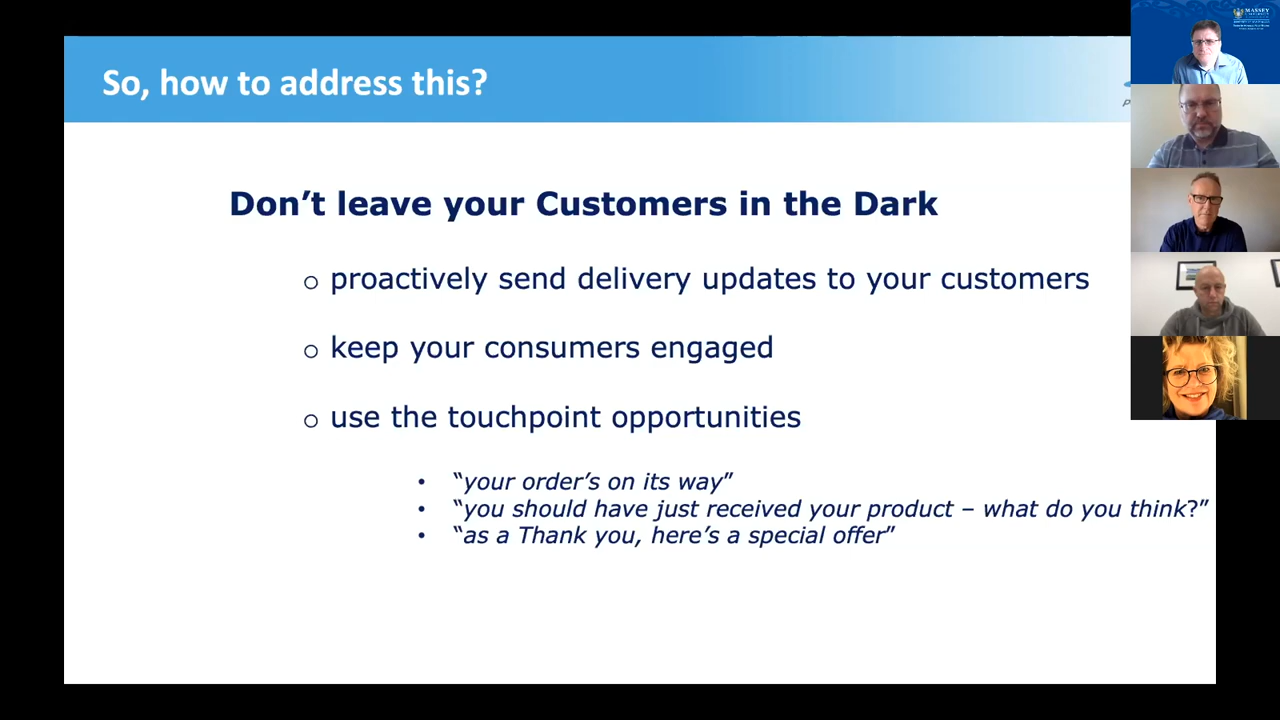 So, how to address this?
MASSEY
Don’t leave your Customers in the Dark
o proactively send delivery updates to your customers
o keep your consumers engaged
o use the touchpoint opportunities
• “your order’s on its way”
• “you should have just received your product – what do you think?”
• “as a Thank you, here’s a special offer”